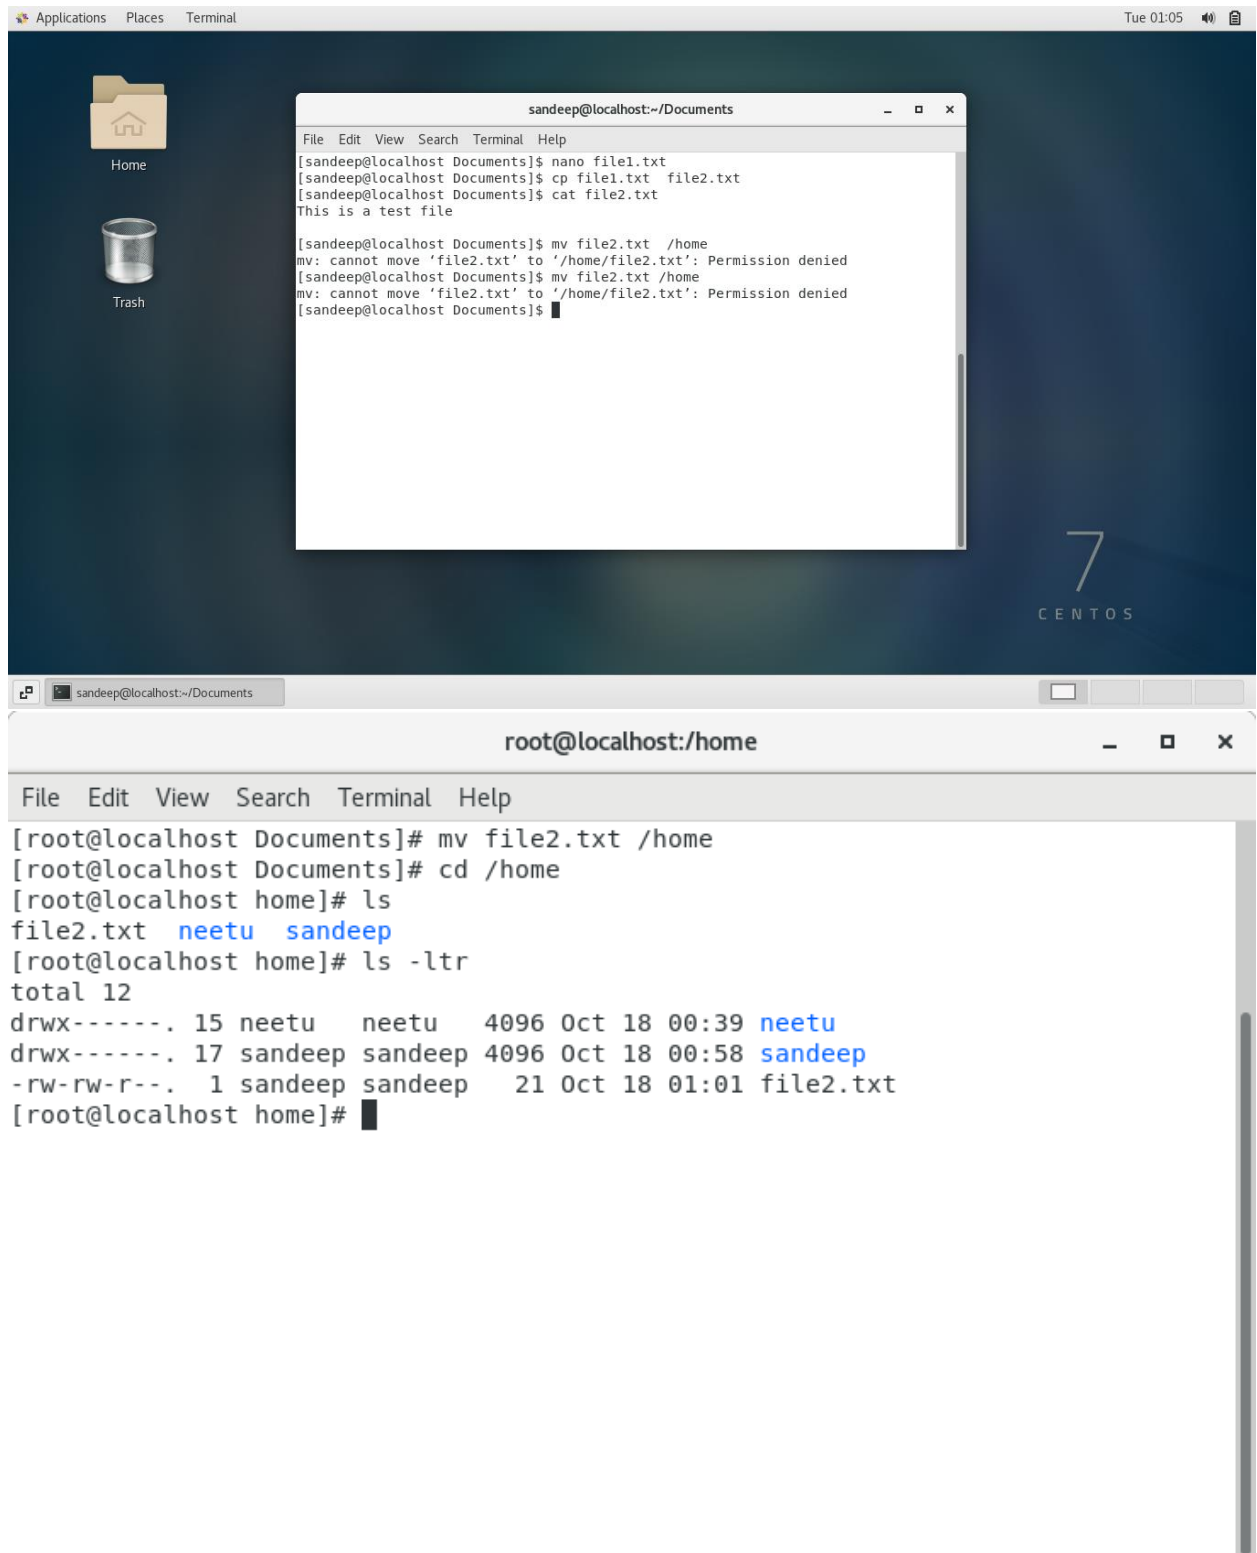 Applications Places Terminal Tue 01:05
Home
Trash
sandeep@localhost:~/Documents
File Edit View Search Terminal Help
[sandeep@localhost Documents]$ nano file1.txt
[sandeep@localhost Documents]$ cp file1.txt  file2.txt
[sandeep@localhost Documents]$ cat file2.txt
This is a test file
[sandeep@localhost Documents]$ mv file2.txt  /home
mv: cannot move ‘file2.txt’ to ‘/home/file2.txt’: Permission denied
[sandeep@localhost Documents]$ mv file2.txt /home
mv: cannot move ‘file2.txt’ to ‘/home/file2.txt’: Permission denied
[sandeep@localhost Documents]$
7
CENTOS
sandeep@localhost:~/Documents
root@localhost:/home
File Edit View Search Terminal Help
[root@localhost Documents]# mv file2.txt /home
[root@localhost Documents]# cd /home
[root@localhost home]# ls
file2.txt  neetu  sandeep
[root@localhost home]# ls -ltr
total 12
drwx------. 15 neetu   neetu   4096 Oct 18 00:39 neetu
drwx------. 17 sandeep sandeep 4096 Oct 18 00:58 sandeep
-rw-rw-r--.  1 sandeep sandeep   21 Oct 18 01:01 file2.txt
[root@localhost home]#